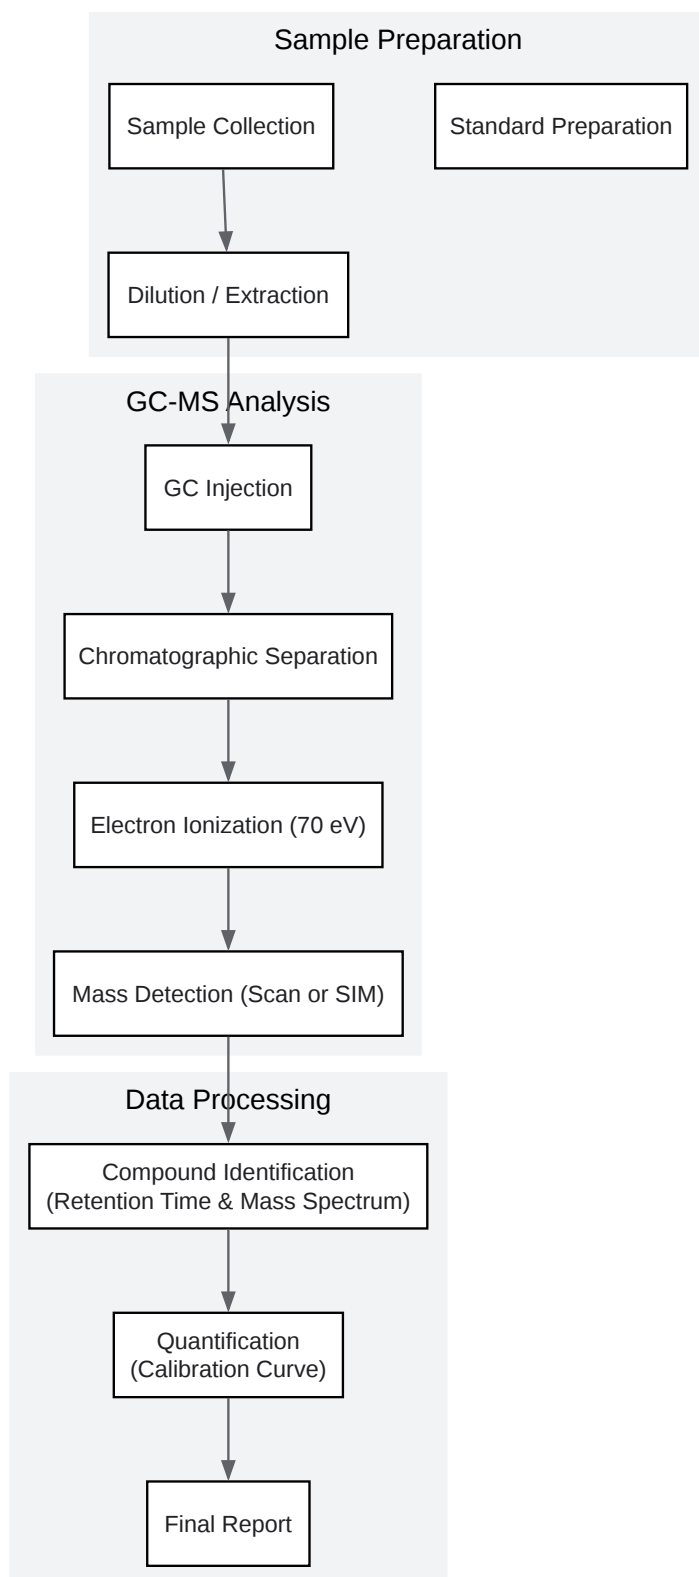 Sample Preparation
Sample Collection
Standard Preparation
Dilution / Extraction
GC-MS Analysis
GC Injection
Chromatographic Separation
Electron Ionization (70 eV)
Mass Detection (Scan or SIM)
Data Processing
Compound Identification
(Retention Time & Mass Spectrum)
Quantification
(Calibration Curve)
Final Report